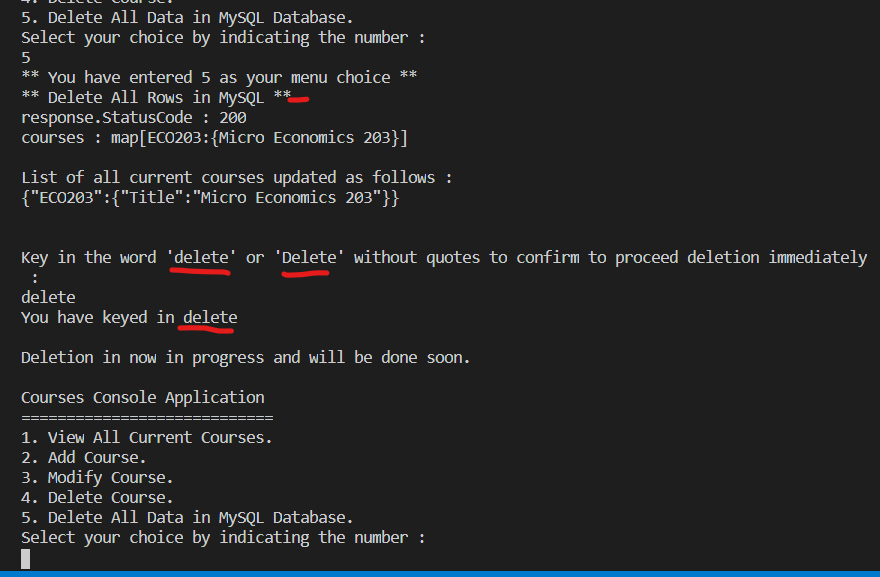 4. Delete Course.
5. Delete All Data in MySQL Database.
Select your choice by indicating the number :
5
** You have entered 5 as your menu choice **
** Delete All Rows in MySQL **
response.StatusCode : 200
courses : map[ECO203:{Micro Economics 203}]
List of all current courses updated as follows :
{"ECO203":{"Title":"Micro Economics 203"}}
Key in the word 'delete' or 'Delete' without quotes to confirm to proceed deletion immediately
:
delete
You have keyed in delete
Deletion in now in progress and will be done soon.
Courses Console Application
============================
1. View All Current Courses.
2. Add Course.
3. Modify Course.
4. Delete Course.
5. Delete All Data in MySQL Database.
Select your choice by indicating the number :